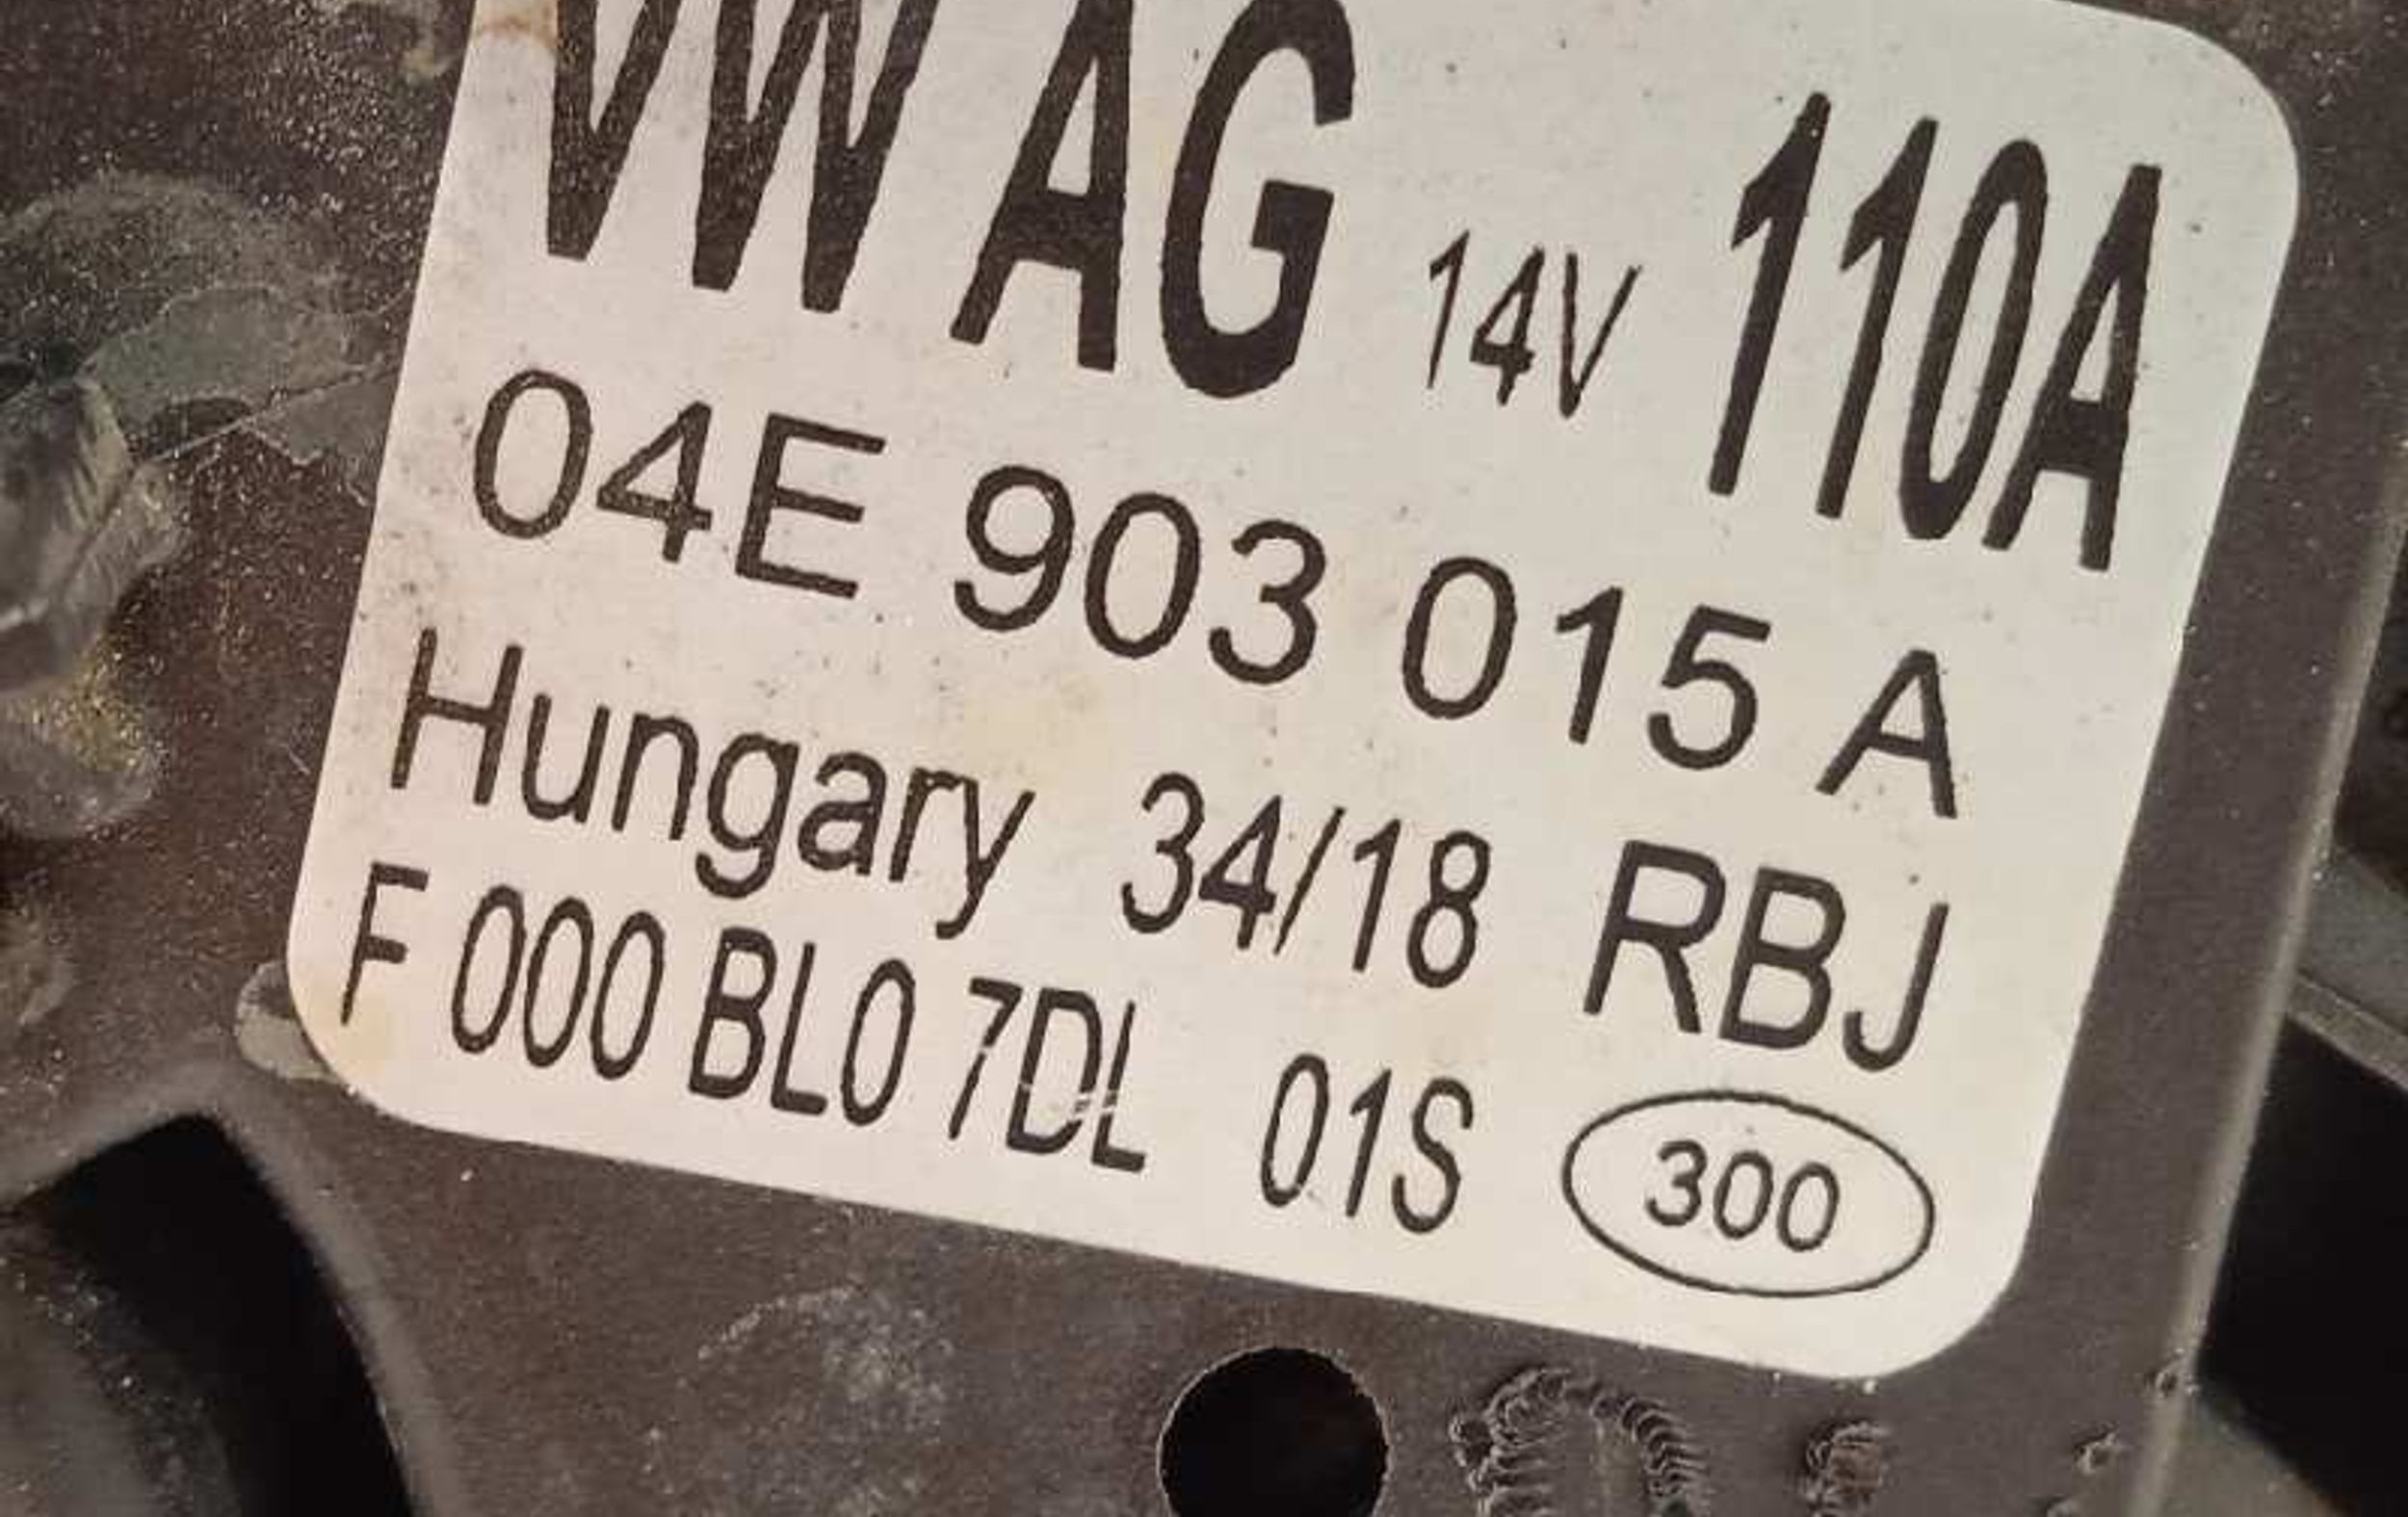 VW AG 14V 110A
04E 903 015 A
Hungary 34/18 RBJ
F 000 BL0 7DL 01S 300